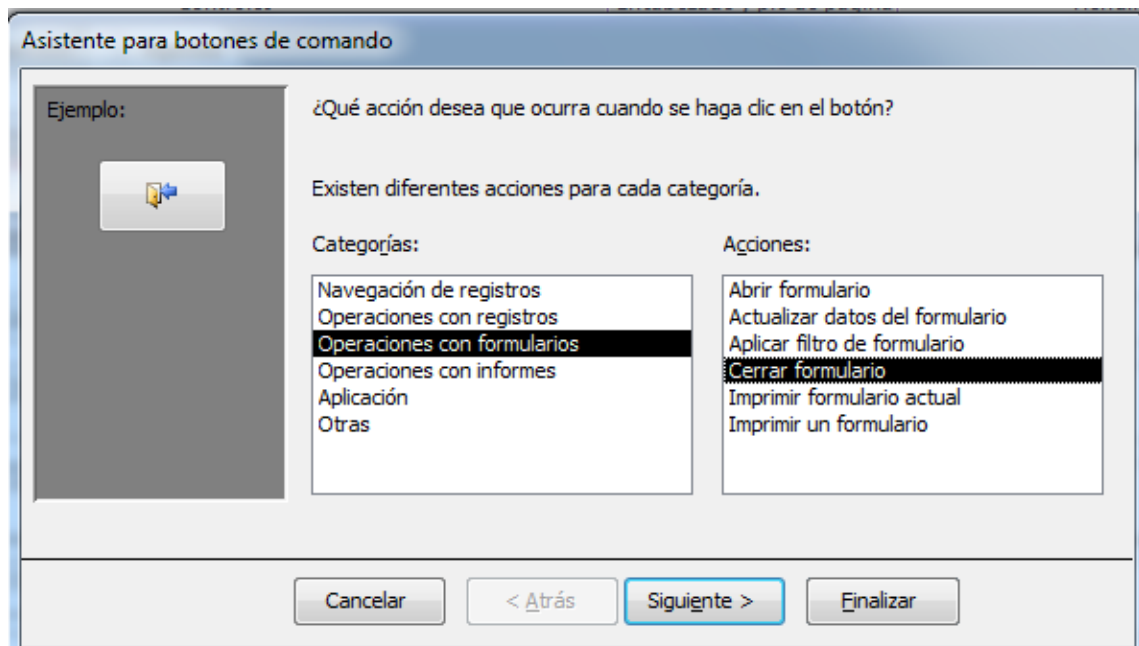 Asistente para botones de comando
Ejemplo:
¿Qué acción desea que ocurra cuando se haga clic en el botón?
Existen diferentes acciones para cada categoría.
Categorías:
Navegación de registros
Operaciones con registros
Operaciones con formularios
Operaciones con informes
Aplicación
Otras
Acciones:
Abrir formulario
Actualizar datos del formulario
Aplicar filtro de formulario
Cerrar formulario
Imprimir formulario actual
Imprimir un formulario
Cancelar
< Atrás
Siguiente >
Finalizar